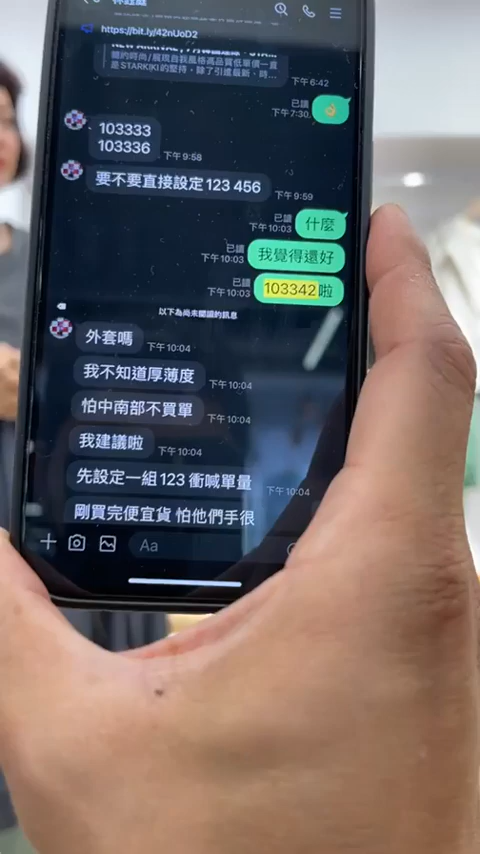 https://bit.ly/42nUoD2
下午6:42
已讀
下午7:30
103333
103336
下午9:58
要不要直接設定123 456
下午9:59
已讀
下午10:03
什麼
已讀
下午10:03
我覺得還好
已讀
下午10:03
103342啦
以下為尚未閱讀的訊息
外套嗎
下午10:04
我不知道厚薄度
下午10:04
怕中南部不買單
下午10:04
我建議啦
下午10:04
先設定一組123 衝喊單量
下午10:04
剛買完便宜貨 怕他們手很
Aa